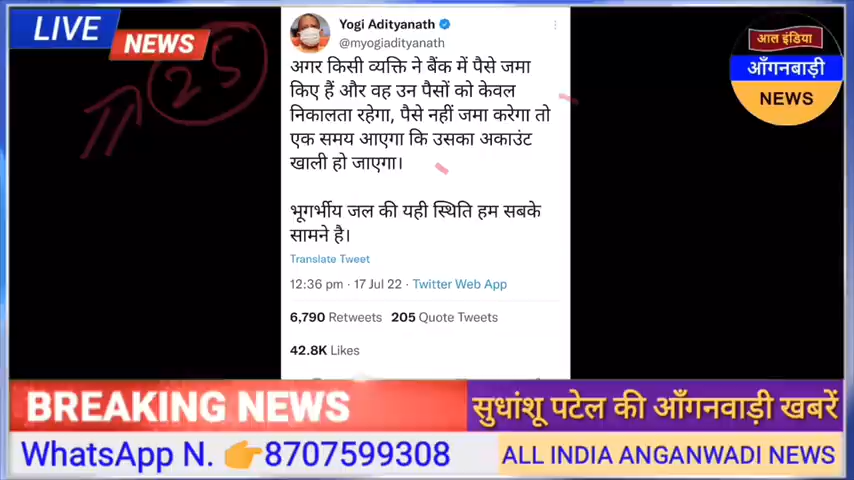 LIVE
NEWS
25
Yogi Adityanath
@myogiadityanath
अगर किसी व्यक्ति ने बैंक में पैसे जमा
किए हैं और वह उन पैसों को केवल
निकालता रहेगा, पैसे नहीं जमा करेगा तो
एक समय आएगा कि उसका अकाउंट
खाली हो जाएगा।
भूगर्भीय जल की यही स्थिति हम सबके
सामने है।
Translate Tweet
12:36 pm · 17 Jul 22 · Twitter Web App
6,790 Retweets 205 Quote Tweets
42.8K Likes
आल इंडिया
आँगनबाड़ी
NEWS
BREAKING NEWS
सुधांशू पटेल की आँगनवाड़ी खबरें
WhatsApp N. 👉8707599308
ALL INDIA ANGANWADI NEWS